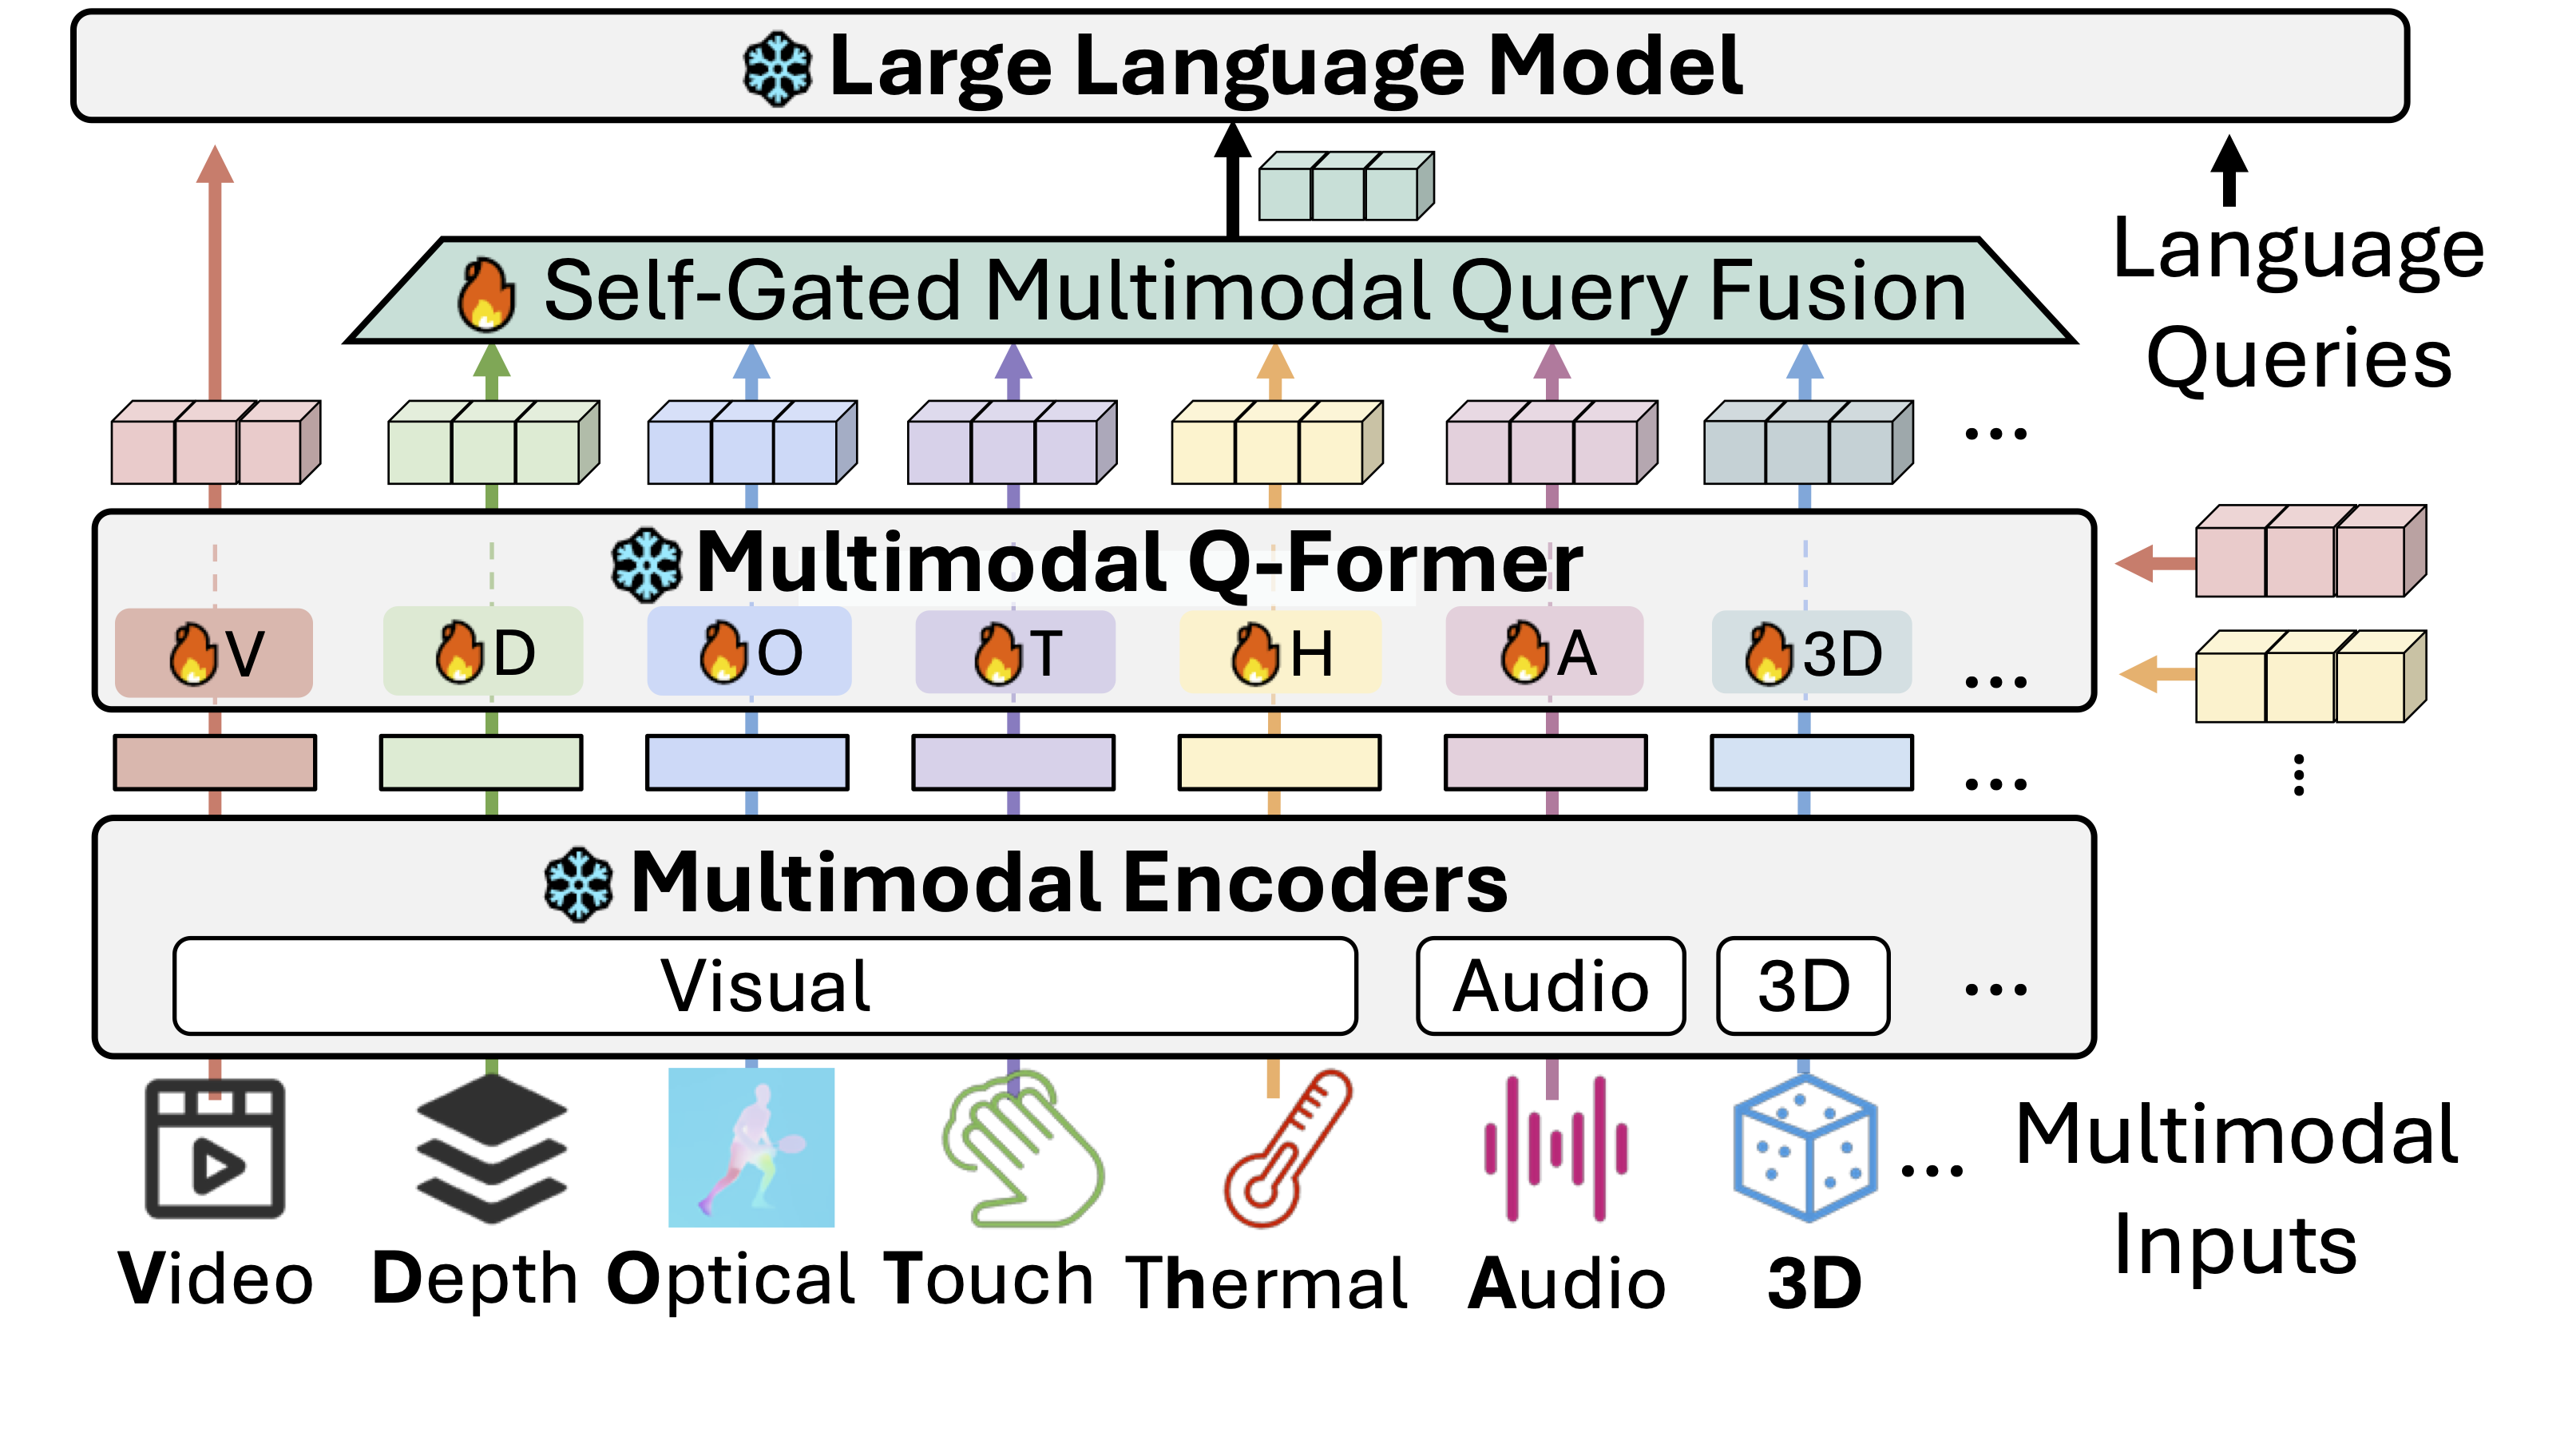 Large Language Model
Self-Gated Multimodal Query Fusion
Language
Queries
...
Multimodal Q-Former
V D O T H A 3D ...
...
Multimodal Encoders
Visual Audio 3D ...
...
Multimodal
Inputs
Video Depth Optical Touch Thermal Audio 3D